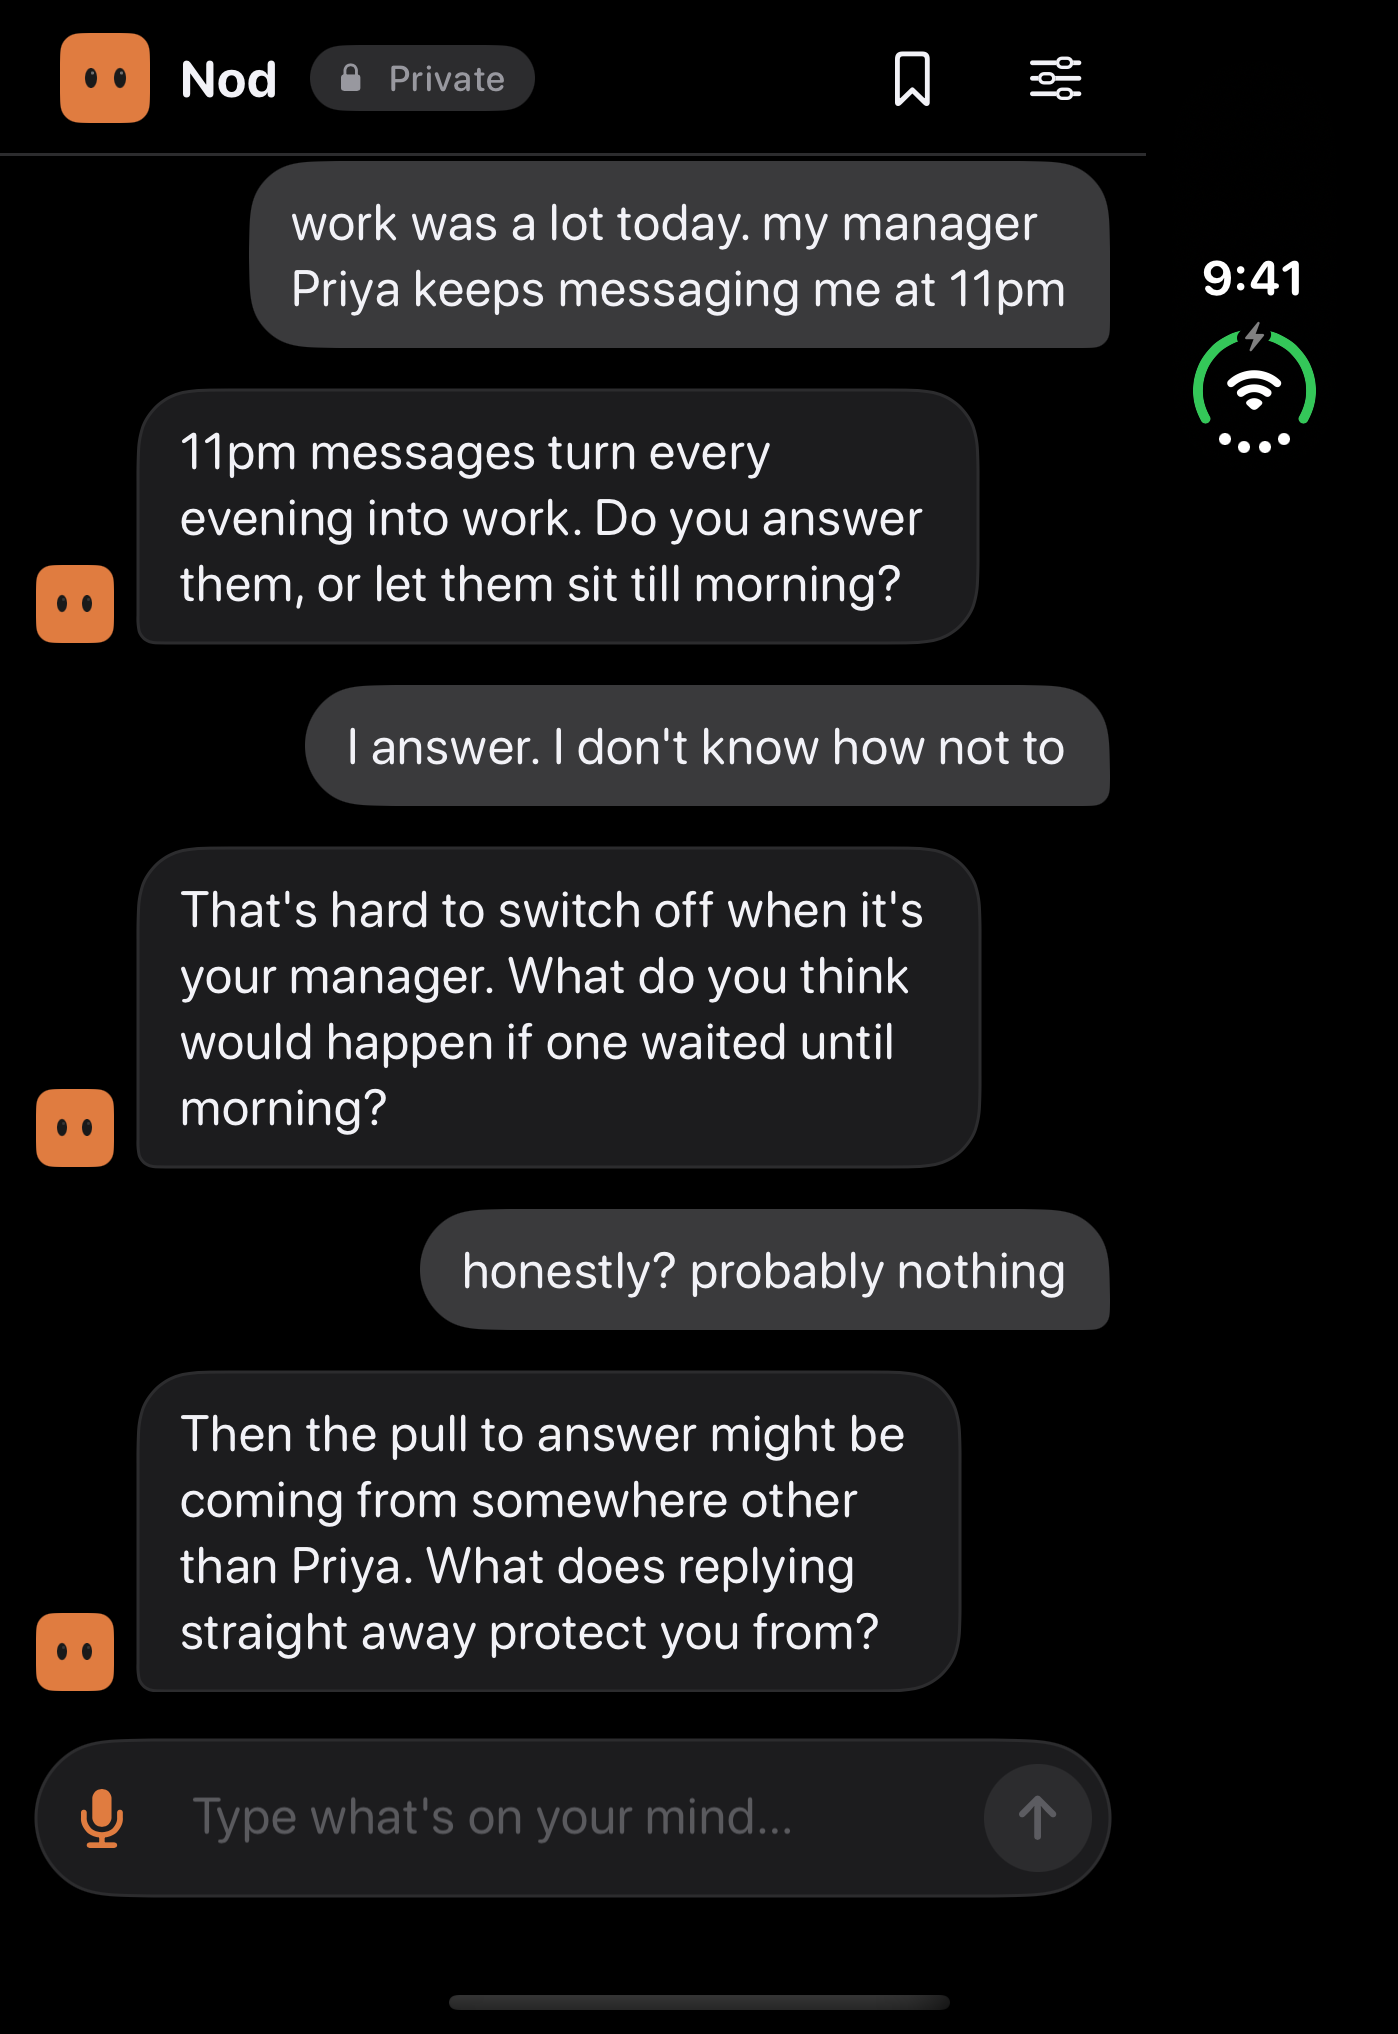 Nod
Private
work was a lot today. my manager
Priya keeps messaging me at 11pm
9:41
11pm messages turn every
evening into work. Do you answer
them, or let them sit till morning?
I answer. I don't know how not to
That's hard to switch off when it's
your manager. What do you think
would happen if one waited until
morning?
honestly? probably nothing
Then the pull to answer might be
coming from somewhere other
than Priya. What does replying
straight away protect you from?
Type what's on your mind...